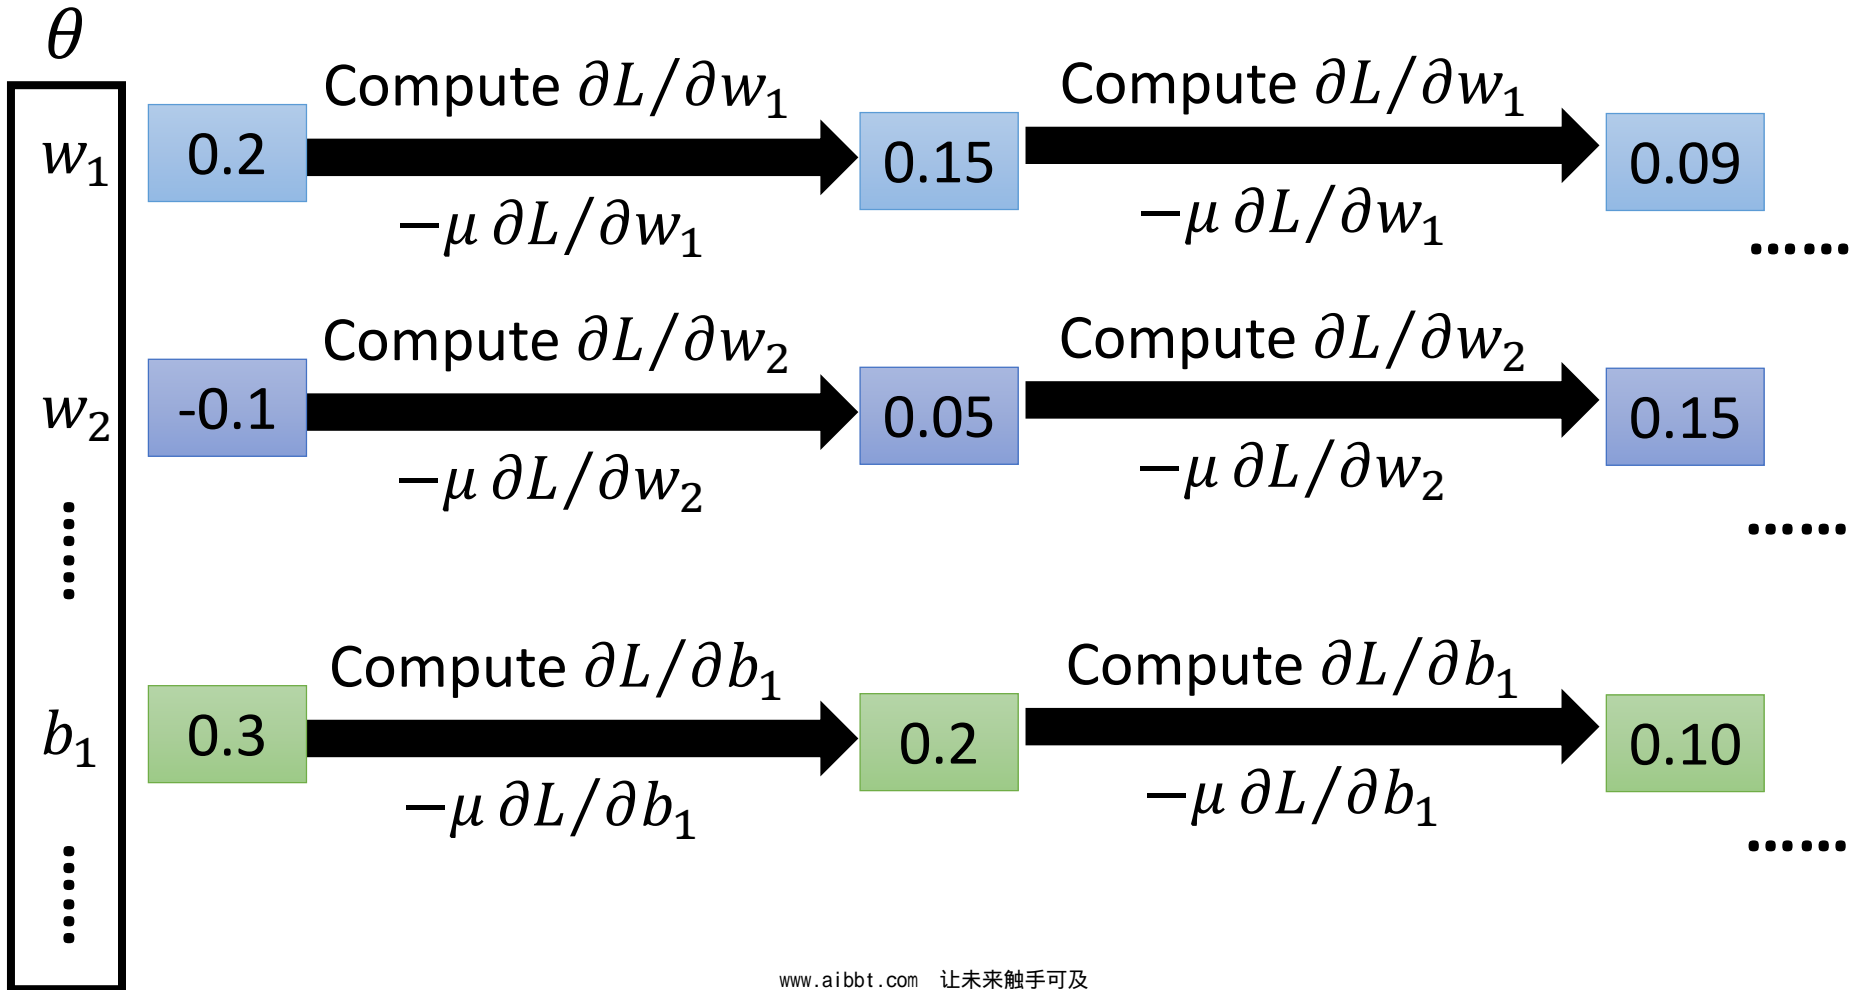 θ
Compute ∂L/∂w₁ Compute ∂L/∂w₁
w₁ 0.2 0.15 0.09
−μ ∂L/∂w₁ −μ ∂L/∂w₁
......
Compute ∂L/∂w₂ Compute ∂L/∂w₂
w₂ -0.1 0.05 0.15
−μ ∂L/∂w₂ −μ ∂L/∂w₂
...... ......
Compute ∂L/∂b₁ Compute ∂L/∂b₁
b₁ 0.3 0.2 0.10
−μ ∂L/∂b₁ −μ ∂L/∂b₁
...... ......
www.aibbt.com 让未来触手可及